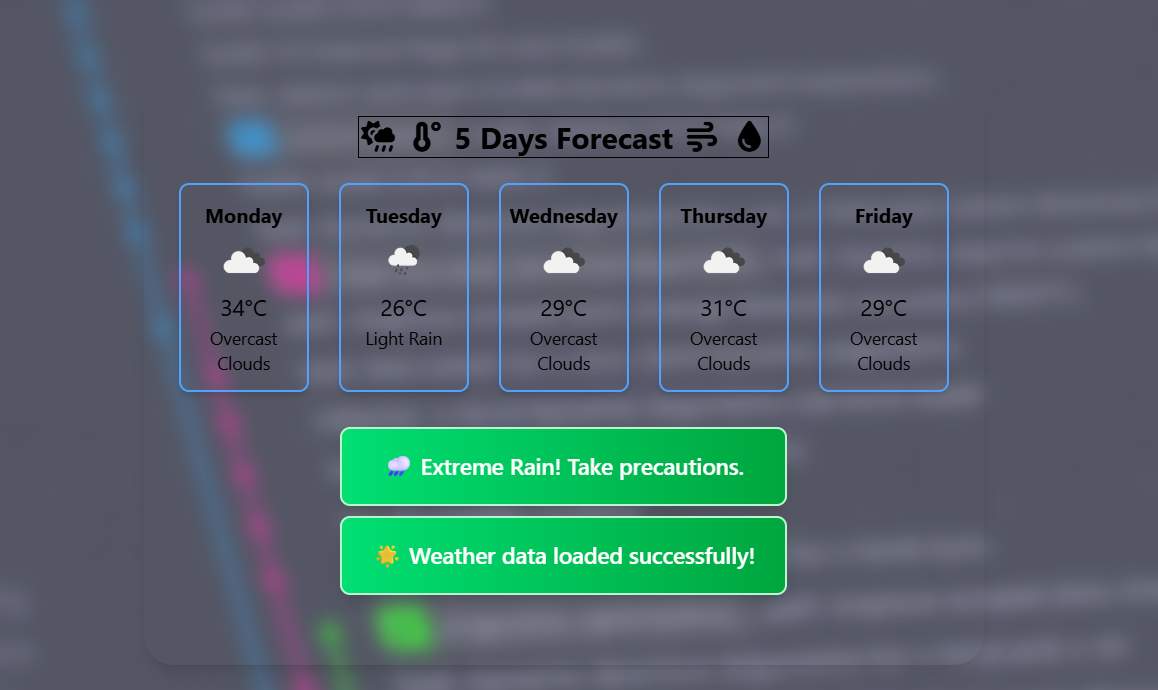 5 Days Forecast
Monday
34°C
Overcast
Clouds
Tuesday
26°C
Light Rain
Wednesday
29°C
Overcast
Clouds
Thursday
31°C
Overcast
Clouds
Friday
29°C
Overcast
Clouds
Extreme Rain! Take precautions.
Weather data loaded successfully!